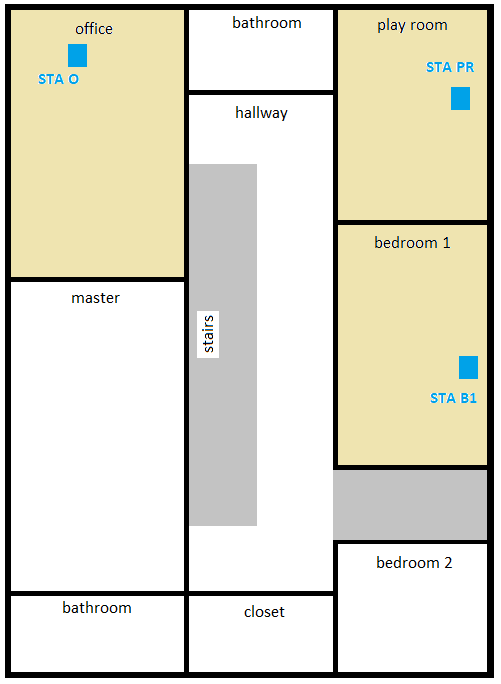 office
bathroom
play room
STA O
STA PR
hallway
bedroom 1
master
stairs
STA B1
bedroom 2
bathroom
closet